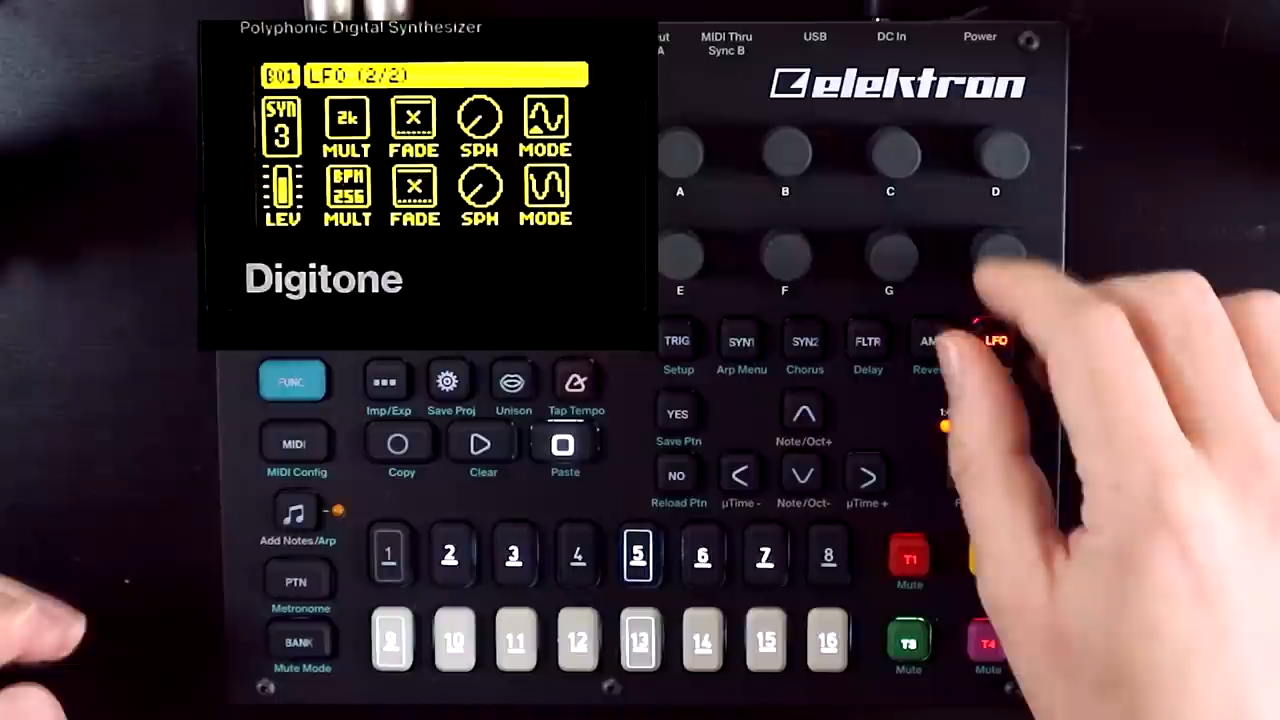 Polyphonic Digital Synthesizer
B01 LFO (2/2)
SYN 3 2k X
MULT FADE SPH MODE
BPM 256 X
LEV MULT FADE SPH MODE
Digitone
MIDI Thru USB DC In Power
A Sync B
elektron
A B C D
E F G
TRIG SYN1 SYN2 FLTR LFO
Setup Arp Menu Chorus Delay
FUNC
Imp/Exp Save Proj Unison Tap Tempo
YES
Save Ptn Note/Oct+
MIDI
MIDI Config Copy Clear Paste
NO
Reload Ptn µTime - Note/Oct- µTime +
Add Notes/Arp
1 2 3 4 5 6 7 8 T1
Mute
PTN
Metronome
9 10 11 12 13 14 15 16 T3 T4
BANK
Mute Mode Mute Mute